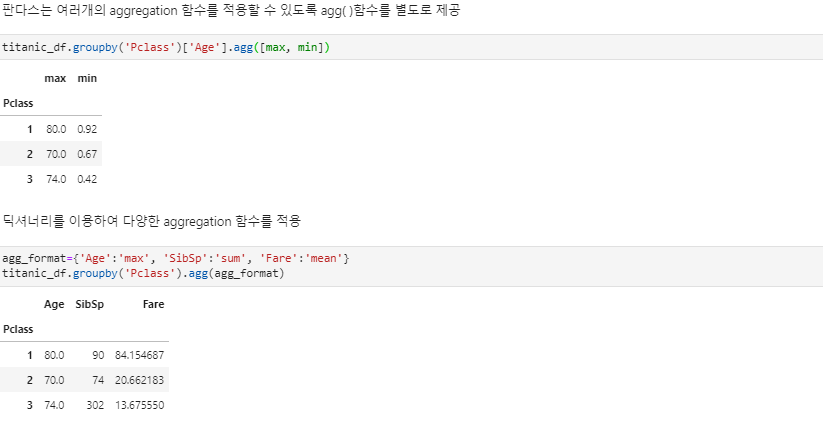 판다스는 여러개의 aggregation 함수를 적용할 수 있도록 agg( )함수를 별도로 제공
titanic_df.groupby('Pclass')['Age'].agg([max, min])
max min
Pclass
1 80.0 0.92
2 70.0 0.67
3 74.0 0.42
딕셔너리를 이용하여 다양한 aggregation 함수를 적용
agg_format={'Age':'max', 'SibSp':'sum', 'Fare':'mean'}
titanic_df.groupby('Pclass').agg(agg_format)
Age SibSp Fare
Pclass
1 80.0 90 84.154687
2 70.0 74 20.662183
3 74.0 302 13.675550